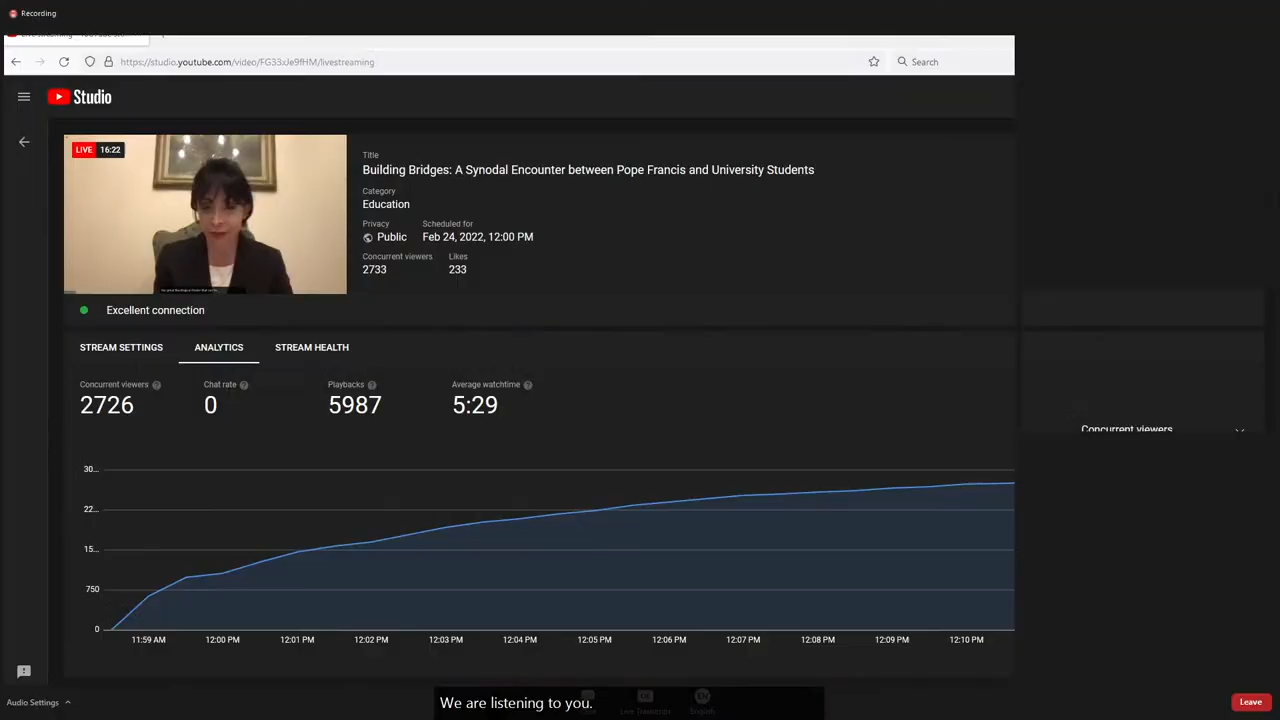 Recording
https://studio.youtube.com/video/FG33xJe9fHM/livestreaming
Search
Studio
LIVE 16:22
Title
Building Bridges: A Synodal Encounter between Pope Francis and University Students
Category
Education
Privacy Scheduled for
Public Feb 24, 2022, 12:00 PM
Concurrent viewers Likes
2733 233
Excellent connection
STREAM SETTINGS ANALYTICS STREAM HEALTH
Concurrent viewers Chat rate Playbacks Average watchtime
2726 0 5987 5:29
Concurrent viewers
30...
22...
15...
750
0
11:59 AM 12:00 PM 12:01 PM 12:02 PM 12:03 PM 12:04 PM 12:05 PM 12:06 PM 12:07 PM 12:08 PM 12:09 PM 12:10 PM
Audio Settings
We are listening to you.
Live Transcript
English
Leave